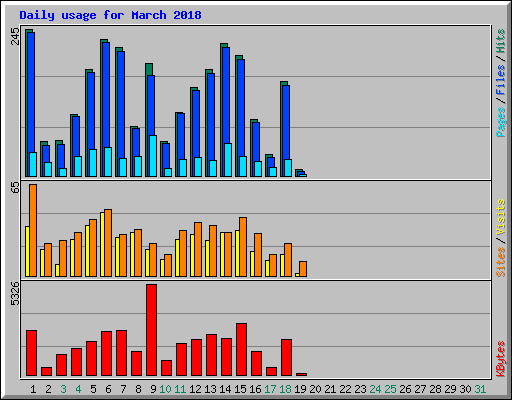 Daily usage for March 2018
245
Pages / Files / Hits
65
Sites / Visits
5326
KBytes
1 2 3 4 5 6 7 8 9 10 11 12 13 14 15 16 17 18 19 20 21 22 23 24 25 26 27 28 29 30 31